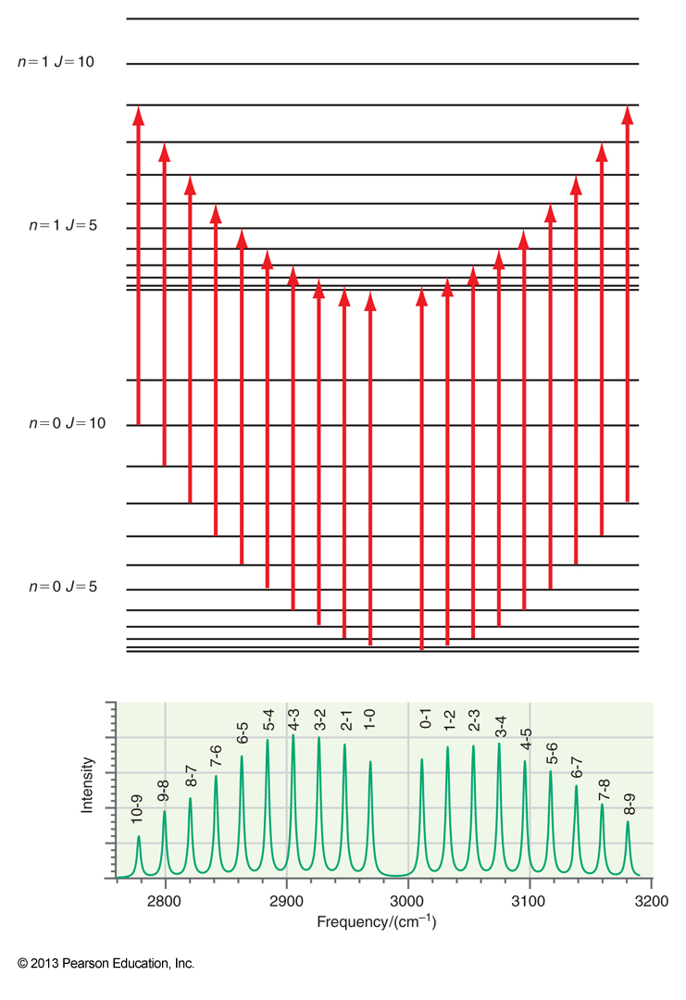 n=1 J=10
n=1 J=5
n=0 J=10
n=0 J=5
Intensity
10-9
9-8
8-7
7-6
6-5
5-4
4-3
3-2
2-1
1-0
0-1
1-2
2-3
3-4
4-5
5-6
6-7
7-8
8-9
2800 2900 3000 3100 3200
Frequency/(cm⁻¹)
© 2013 Pearson Education, Inc.